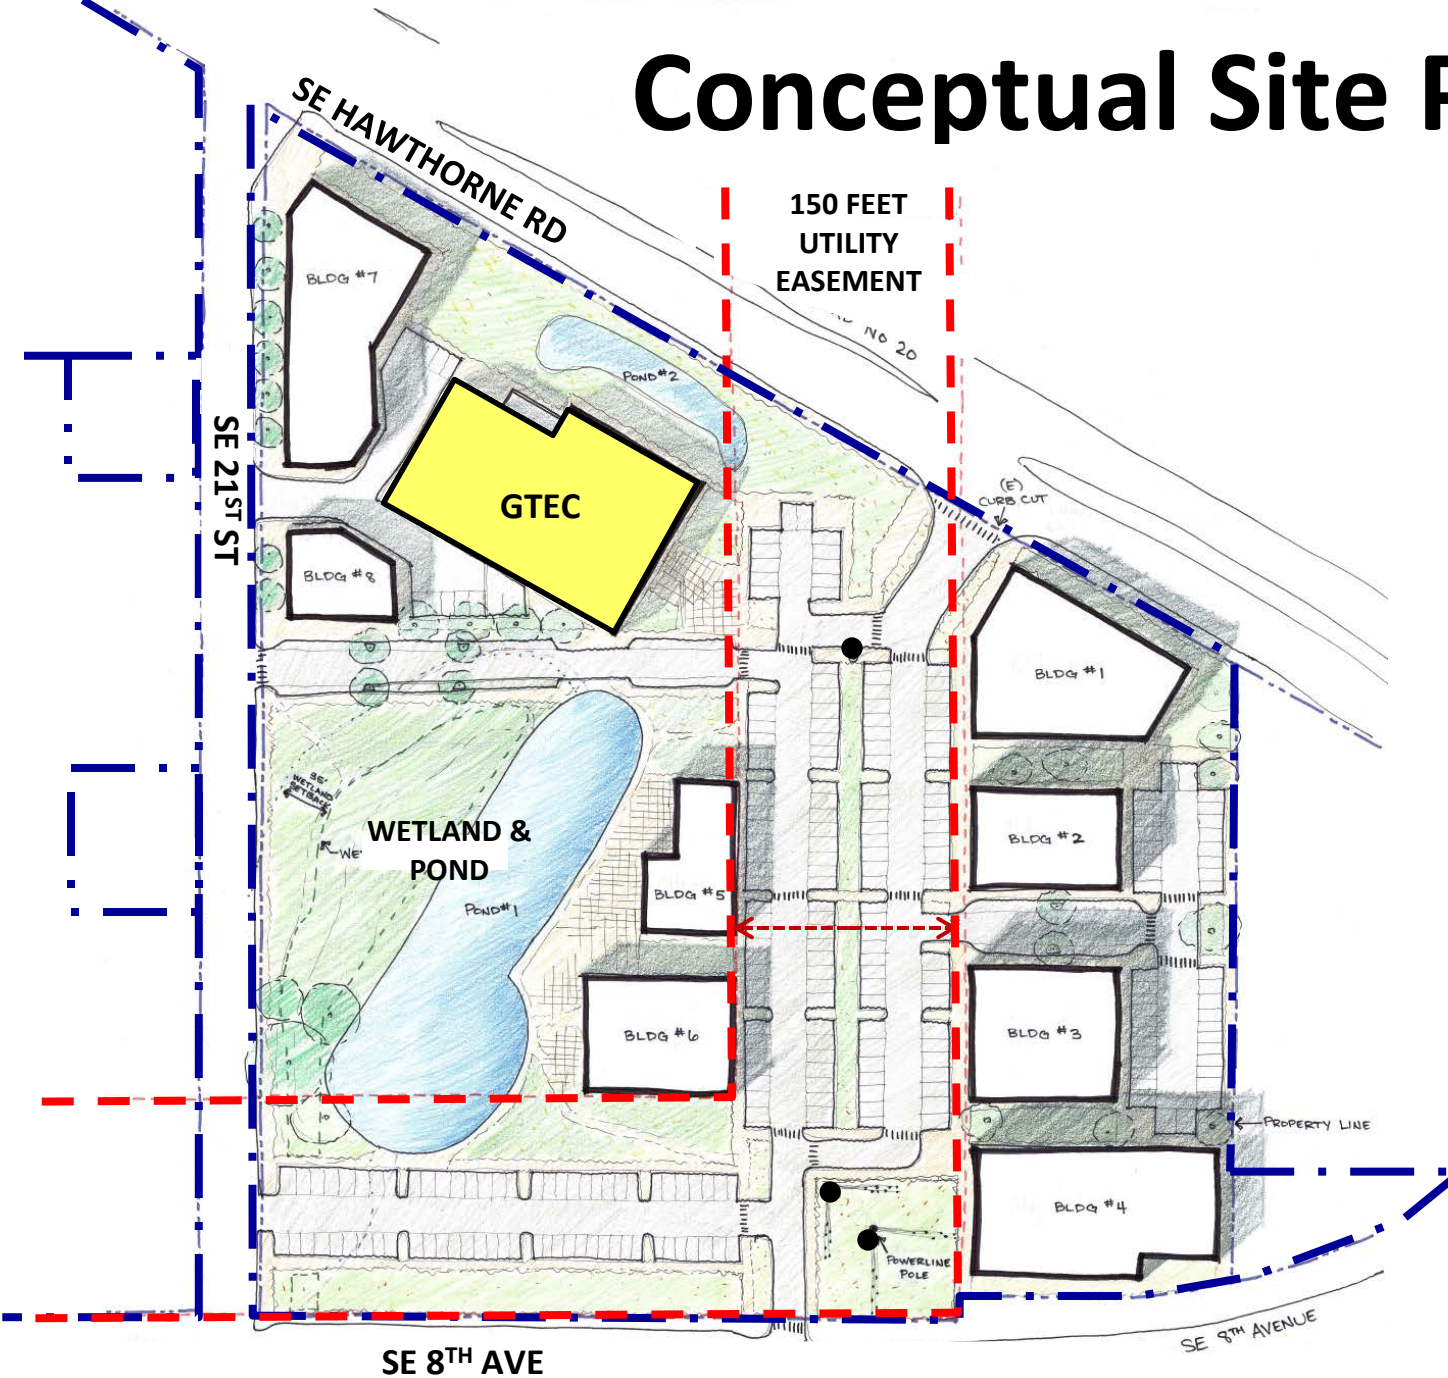 Conceptual Site
SE HAWTHORNE RD
150 FEET
UTILITY
EASEMENT
No 20
BLDG #7
POND #2
SE 21ST ST
GTEC
(E)
CURB CUT
BLDG #8
BLDG #1
35'
WETLAND
SETBACK
WETLAND &
POND
WE
POND #1
BLDG #2
BLDG #5
BLDG #6
BLDG #3
PROPERTY LINE
BLDG #4
POWERLINE
POLE
SE 8TH AVENUE
SE 8TH AVE